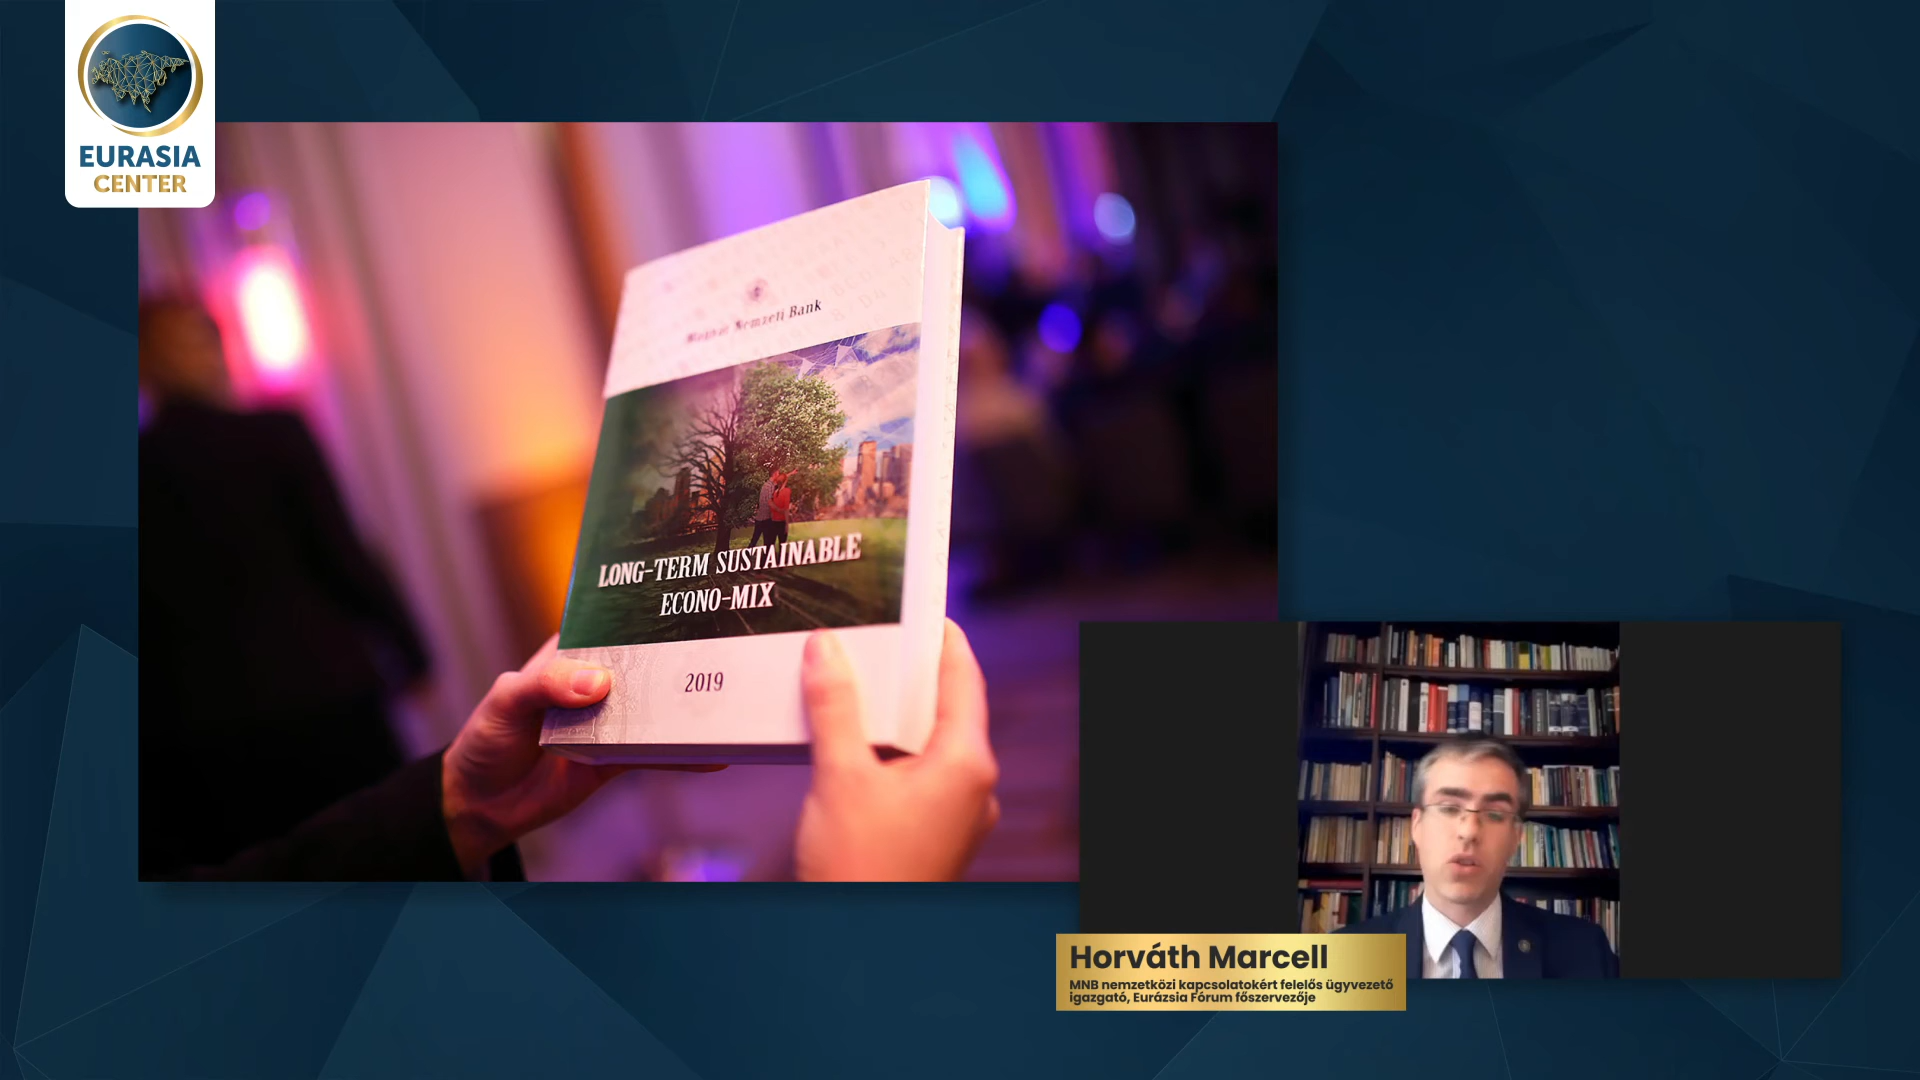 EURASIA
CENTER
Magyar Nemzeti Bank
LONG-TERM SUSTAINABLE
ECONO-MIX
2019
Horváth Marcell
MNB nemzetközi kapcsolatokért felelős ügyvezető
igazgató, Eurázsia Fórum főszervezője